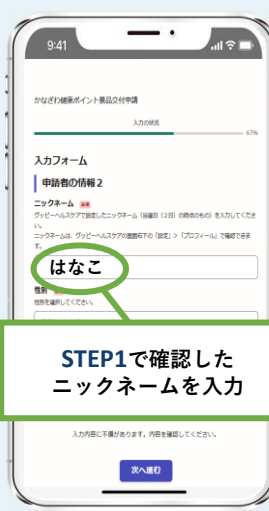 9:41
かなざわ健康ポイント景品交付申請
入力の状況
67%
入力フォーム
申請者の情報2
ニックネーム 必須
グッピーヘルスケアで設定したニックネーム（抽選日（2日）の時点のもの）を入力してくださ
い。
ニックネームは、グッピーヘルスケアの画面右下の「設定」>「プロフィール」で確認できま
す。
はなこ
性別
性別を選択してください。
STEP1で確認した
ニックネームを入力
入力内容に不備があります。内容を確認してください。
次へ進む